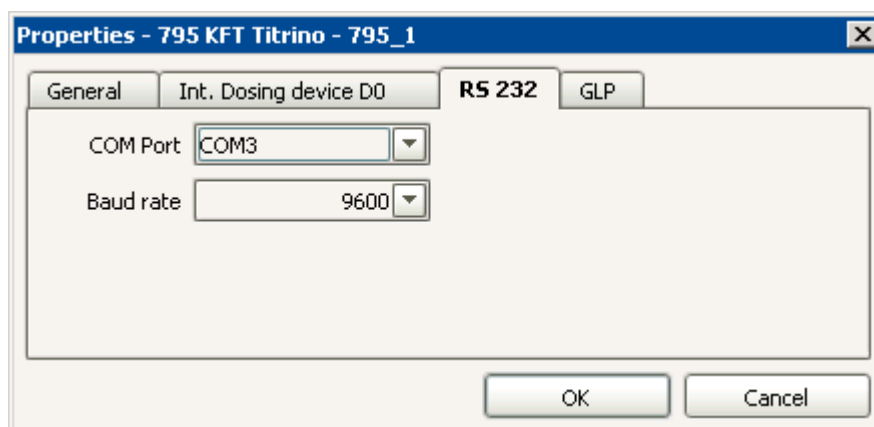 Properties - 795 KFT Titrino - 795_1
General Int. Dosing device D0 RS 232 GLP
COM Port COM3
Baud rate 9600
OK Cancel